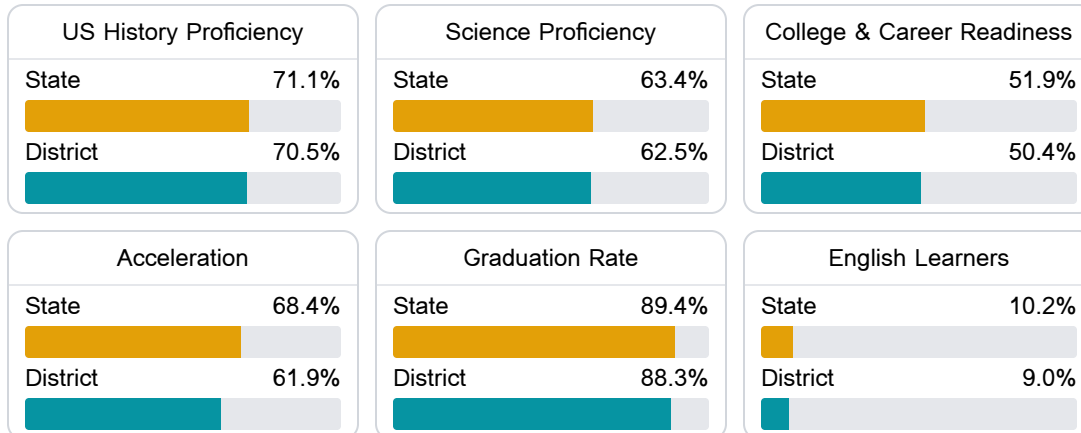 US History Proficiency
State 71.1%
District 70.5%
Science Proficiency
State 63.4%
District 62.5%
College & Career Readiness
State 51.9%
District 50.4%
Acceleration
State 68.4%
District 61.9%
Graduation Rate
State 89.4%
District 88.3%
English Learners
State 10.2%
District 9.0%